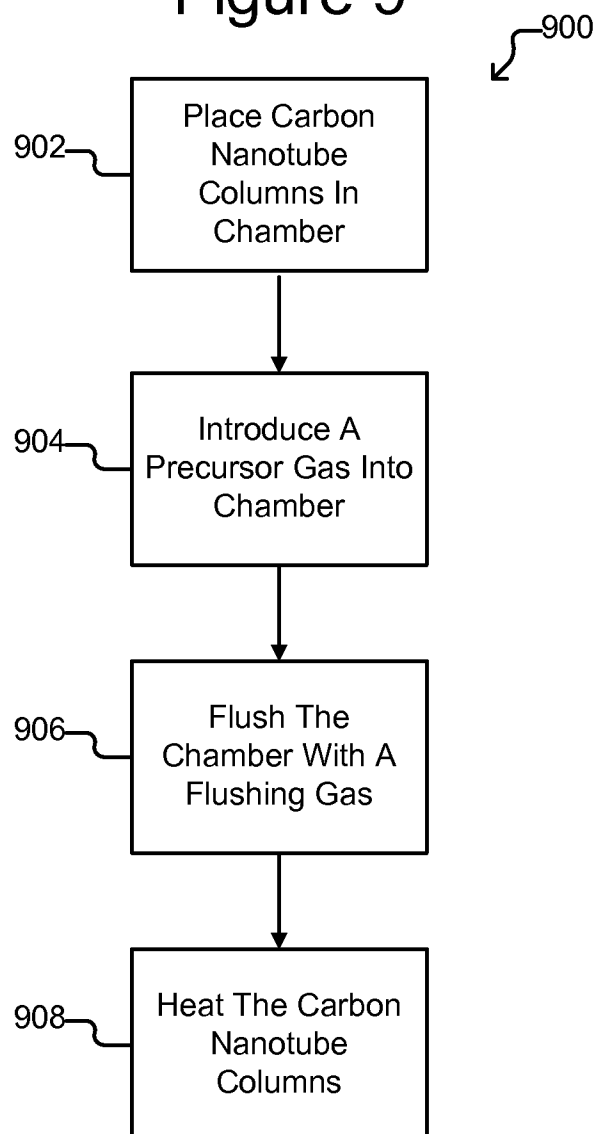 Figure 9
900
902
Place Carbon
Nanotube
Columns In
Chamber
904
Introduce A
Precursor Gas Into
Chamber
906
Flush The
Chamber With A
Flushing Gas
908
Heat The Carbon
Nanotube
Columns